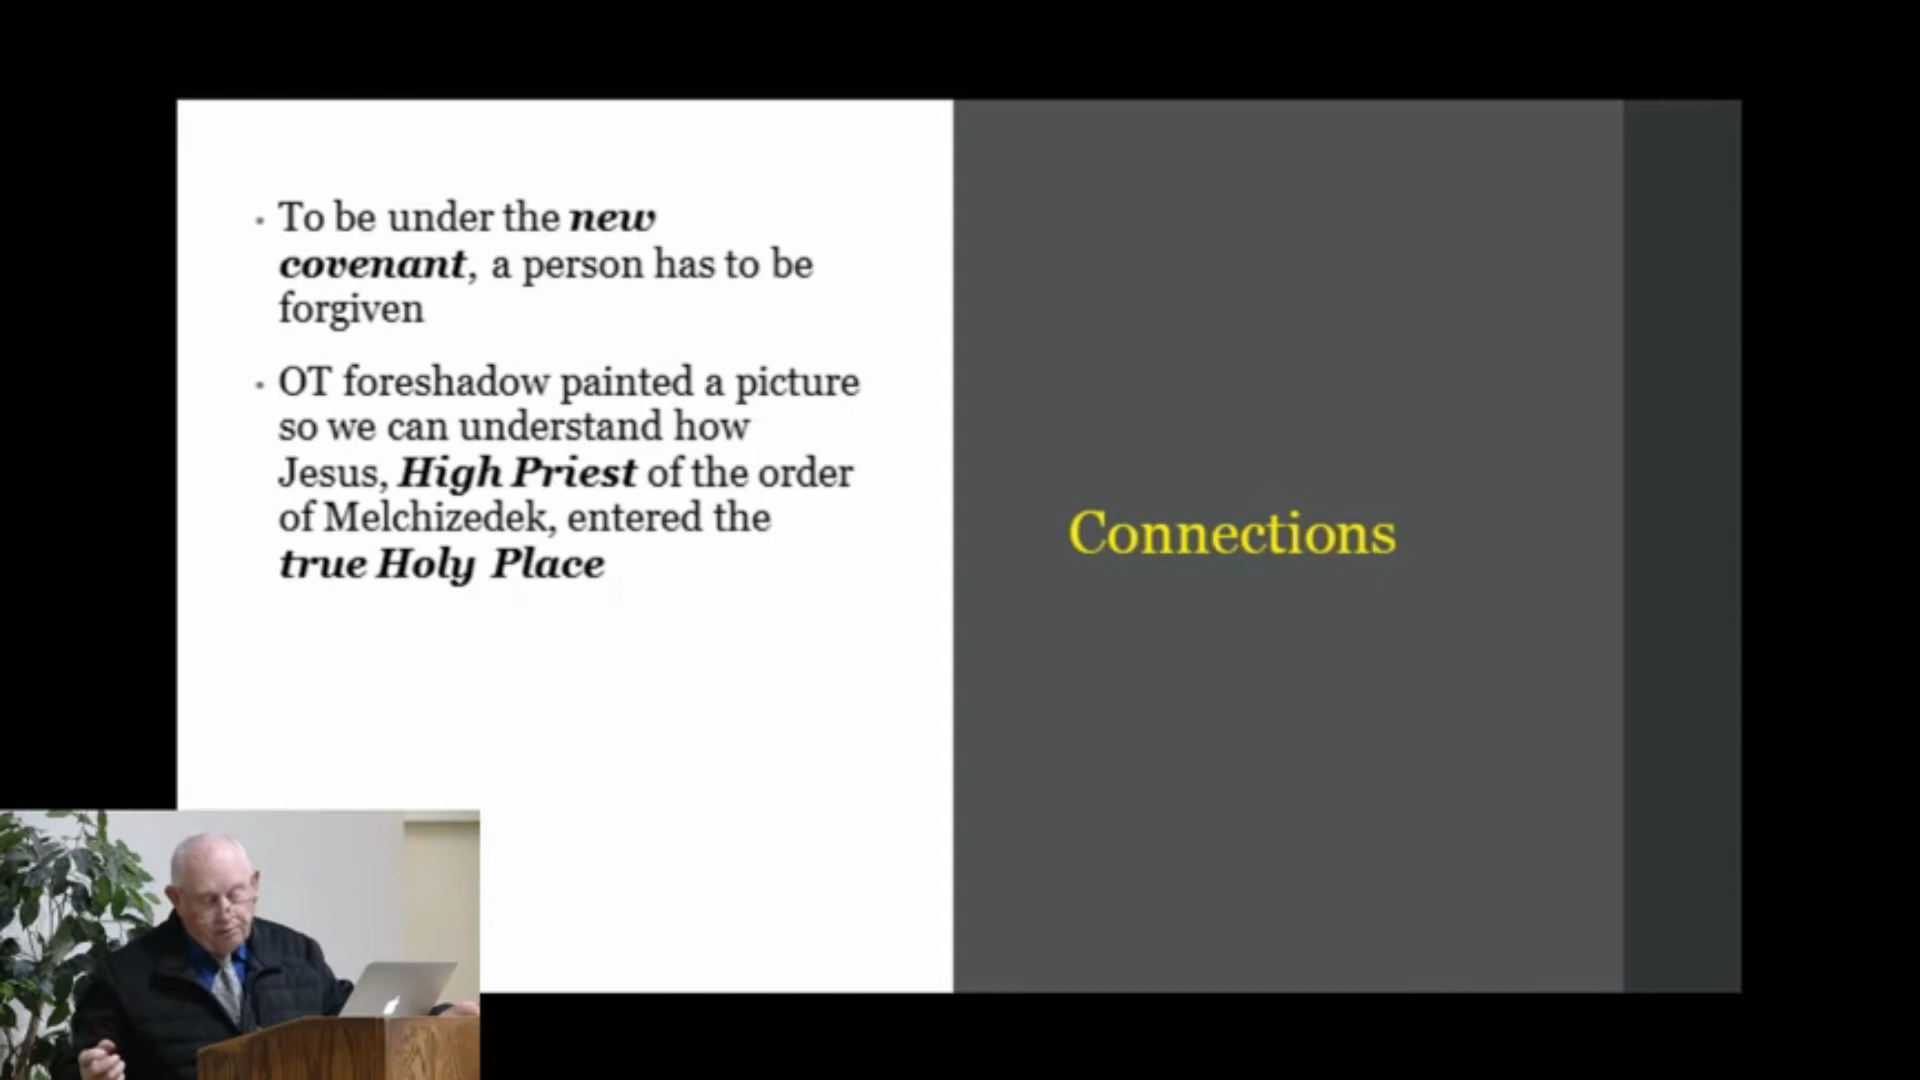 · To be under the new
covenant, a person has to be
forgiven
· OT foreshadow painted a picture
so we can understand how
Jesus, High Priest of the order
of Melchizedek, entered the
true Holy Place
Connections